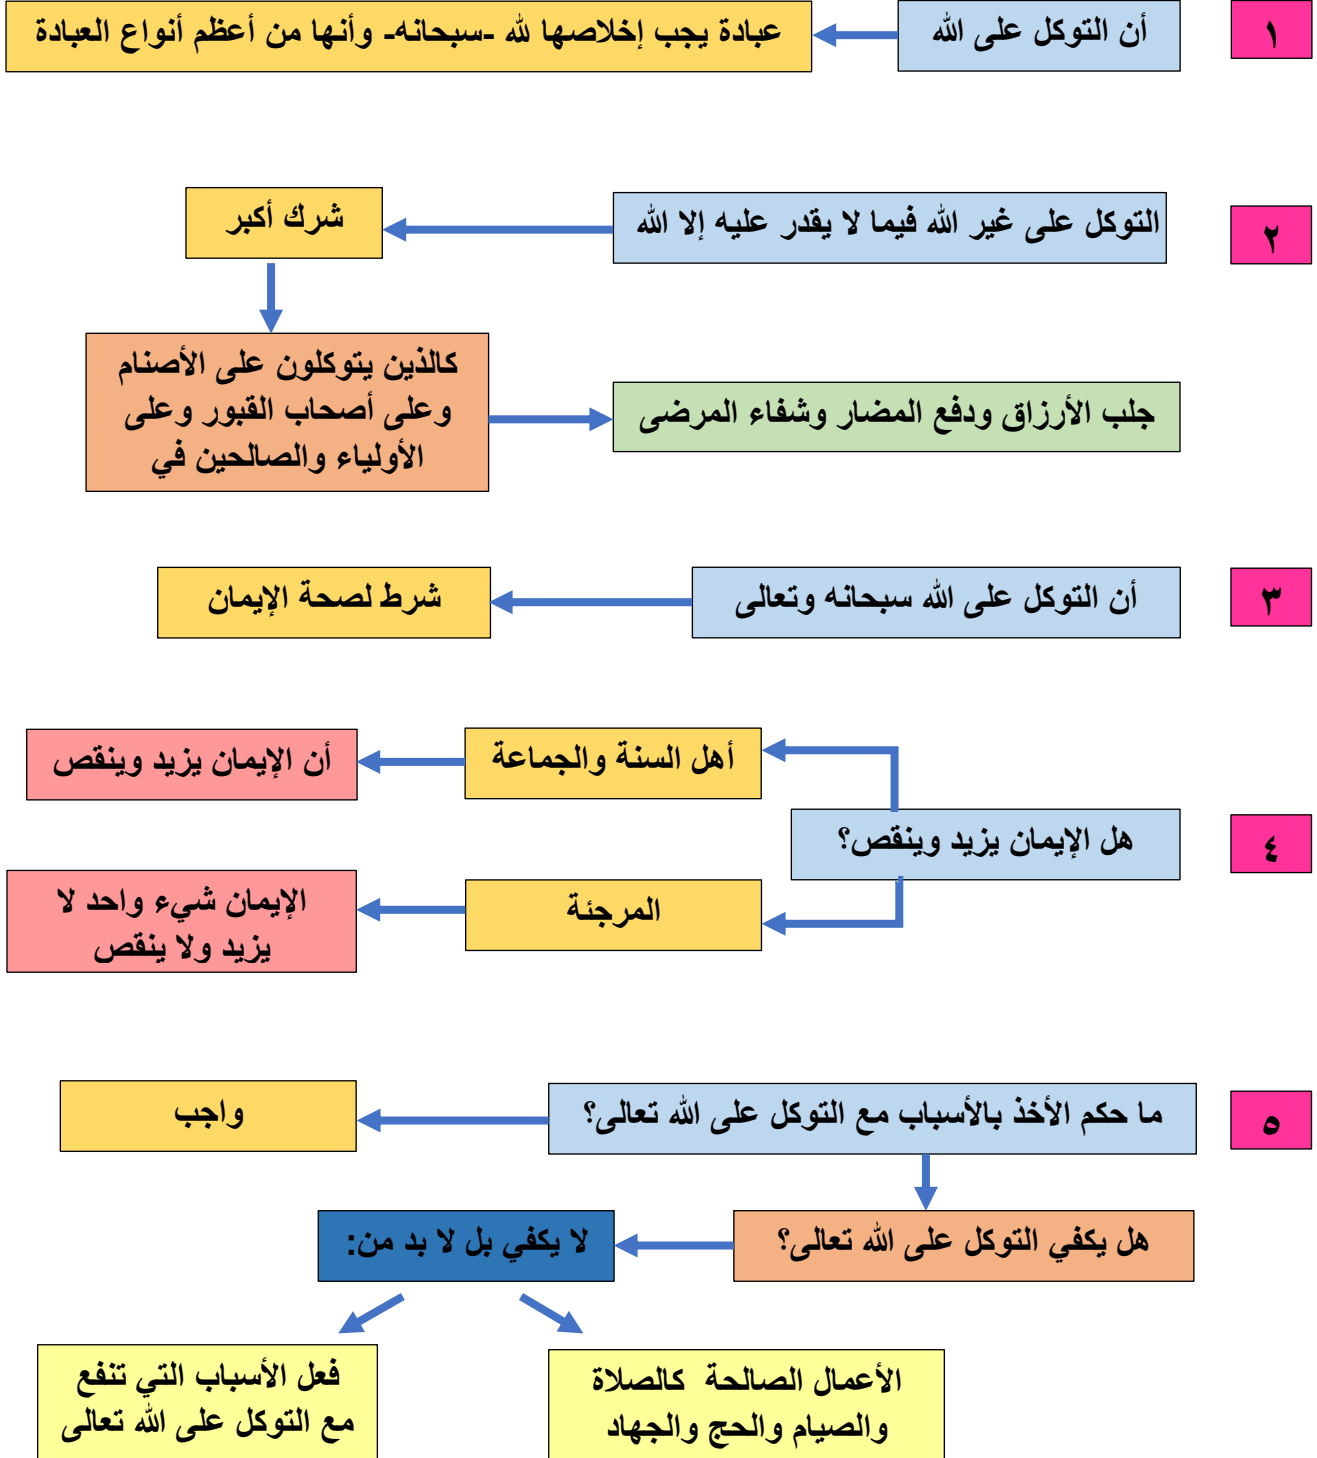 ١
أن التوكل على الله
عبادة يجب إخلاصها لله -سبحانه- وأنها من أعظم أنواع العبادة
٢
التوكل على غير الله فيما لا يقدر عليه إلا الله
شرك أكبر
كالذين يتوكلون على الأصنام
وعلى أصحاب القبور وعلى
الأولياء والصالحين في
جلب الأرزاق ودفع المضار وشفاء المرضى
٣
أن التوكل على الله سبحانه وتعالى
شرط لصحة الإيمان
٤
هل الإيمان يزيد وينقص؟
أهل السنة والجماعة
أن الإيمان يزيد وينقص
المرجئة
الإيمان شيء واحد لا
يزيد ولا ينقص
٥
ما حكم الأخذ بالأسباب مع التوكل على الله تعالى؟
واجب
هل يكفي التوكل على الله تعالى؟
لا يكفي بل لا بد من:
الأعمال الصالحة كالصلاة
والصيام والحج والجهاد
فعل الأسباب التي تنفع
مع التوكل على الله تعالى